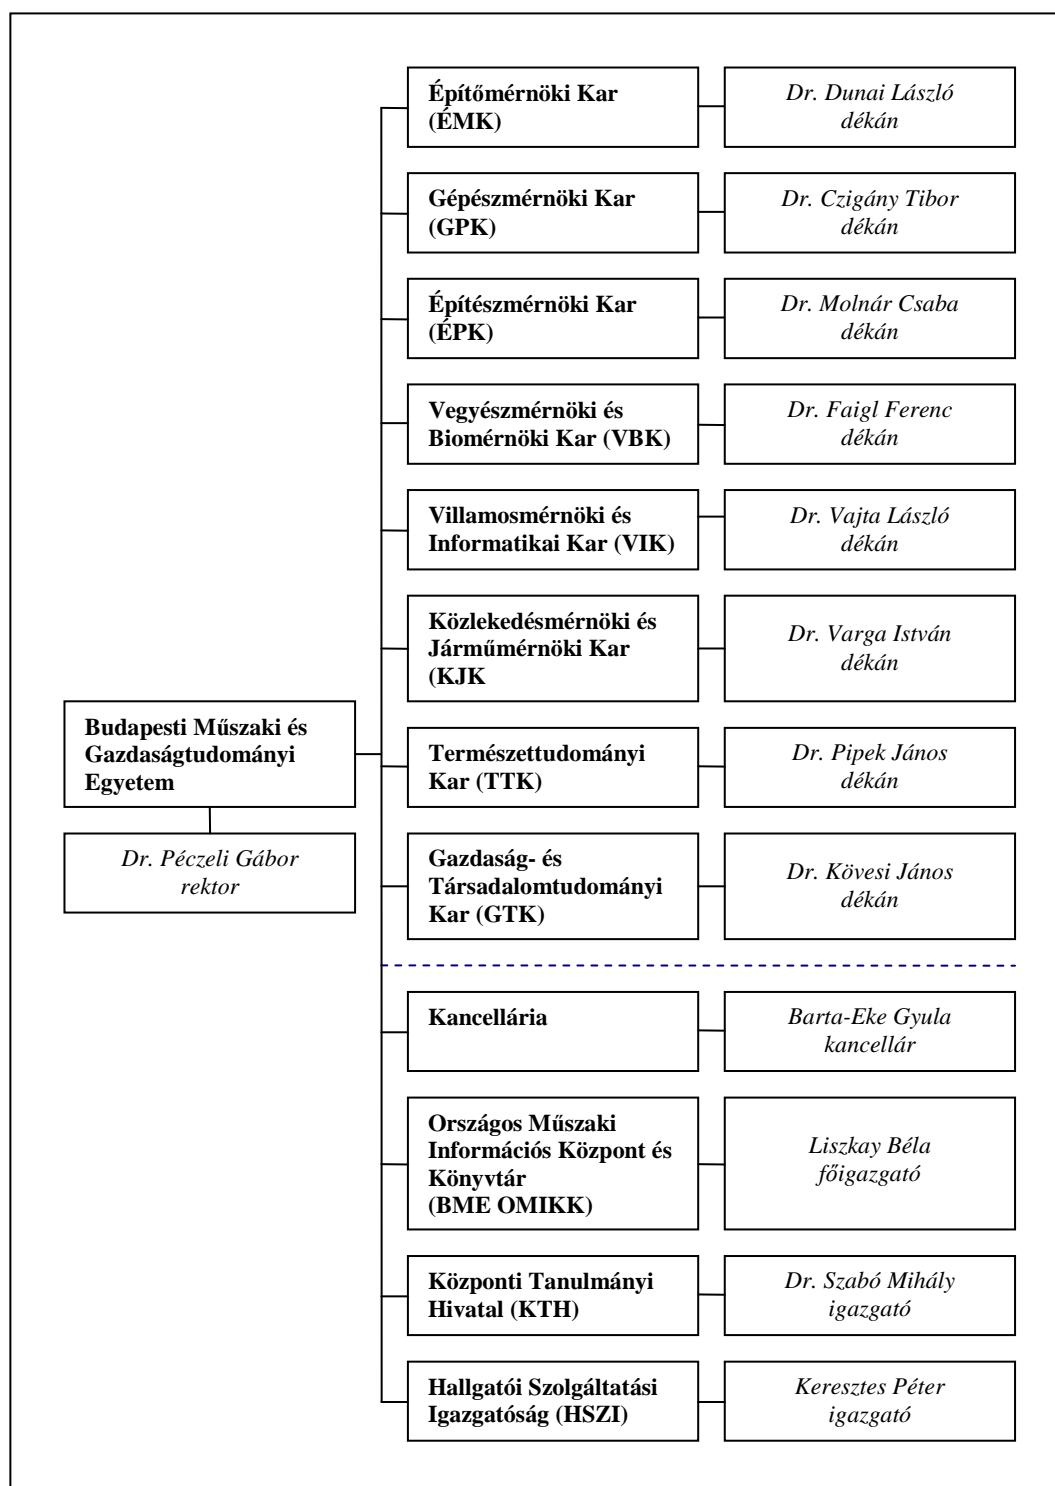 Építőmérnöki Kar
(ÉMK)
Dr. Dunai László
dékán
Gépészmérnöki Kar
(GPK)
Dr. Czigány Tibor
dékán
Építészmérnöki Kar
(ÉPK)
Dr. Molnár Csaba
dékán
Vegyészmérnöki és
Biomérnöki Kar (VBK)
Dr. Faigl Ferenc
dékán
Villamosmérnöki és
Informatikai Kar (VIK)
Dr. Vajta László
dékán
Közlekedésmérnöki és
Járműmérnöki Kar
(KJK
Dr. Varga István
dékán
Budapesti Műszaki és
Gazdaságtudományi
Egyetem
Dr. Péczeli Gábor
rektor
Természettudományi
Kar (TTK)
Dr. Pipek János
dékán
Gazdaság- és
Társadalomtudományi
Kar (GTK)
Dr. Kövesi János
dékán
Kancellária
Barta-Eke Gyula
kancellár
Országos Műszaki
Információs Központ és
Könyvtár
(BME OMIKK)
Liszkay Béla
főigazgató
Központi Tanulmányi
Hivatal (KTH)
Dr. Szabó Mihály
igazgató
Hallgatói Szolgáltatási
Igazgatóság (HSZI)
Keresztes Péter
igazgató